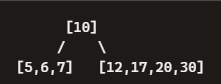 [10]
/ \
[5,6,7] [12,17,20,30]